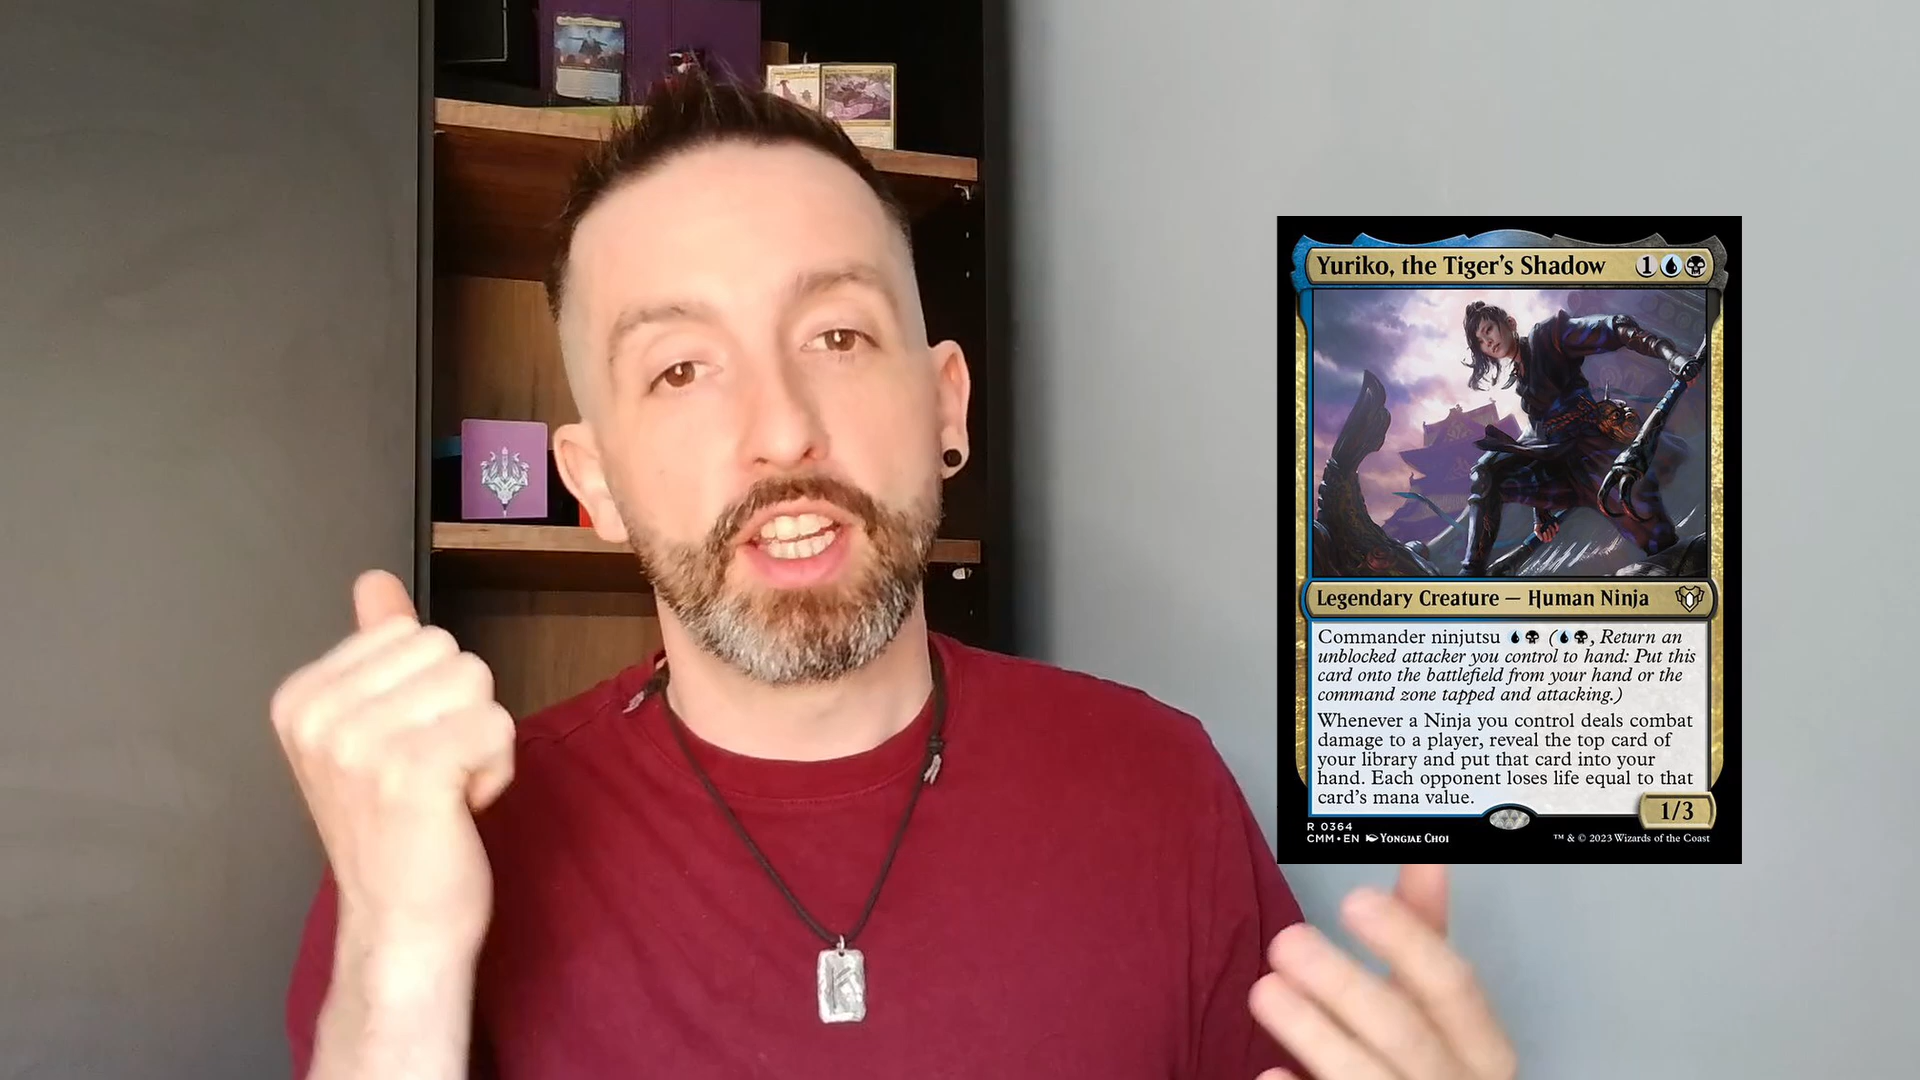 Yuriko, the Tiger's Shadow 1
Legendary Creature — Human Ninja
Commander ninjutsu (, Return an
unblocked attacker you control to hand: Put this
card onto the battlefield from your hand or the
command zone tapped and attacking.)
Whenever a Ninja you control deals combat
damage to a player, reveal the top card of
your library and put that card into your
hand. Each opponent loses life equal to that
card's mana value.
1/3
R 0364
CMM • EN Yongjae Choi
™ & © 2023 Wizards of the Coast